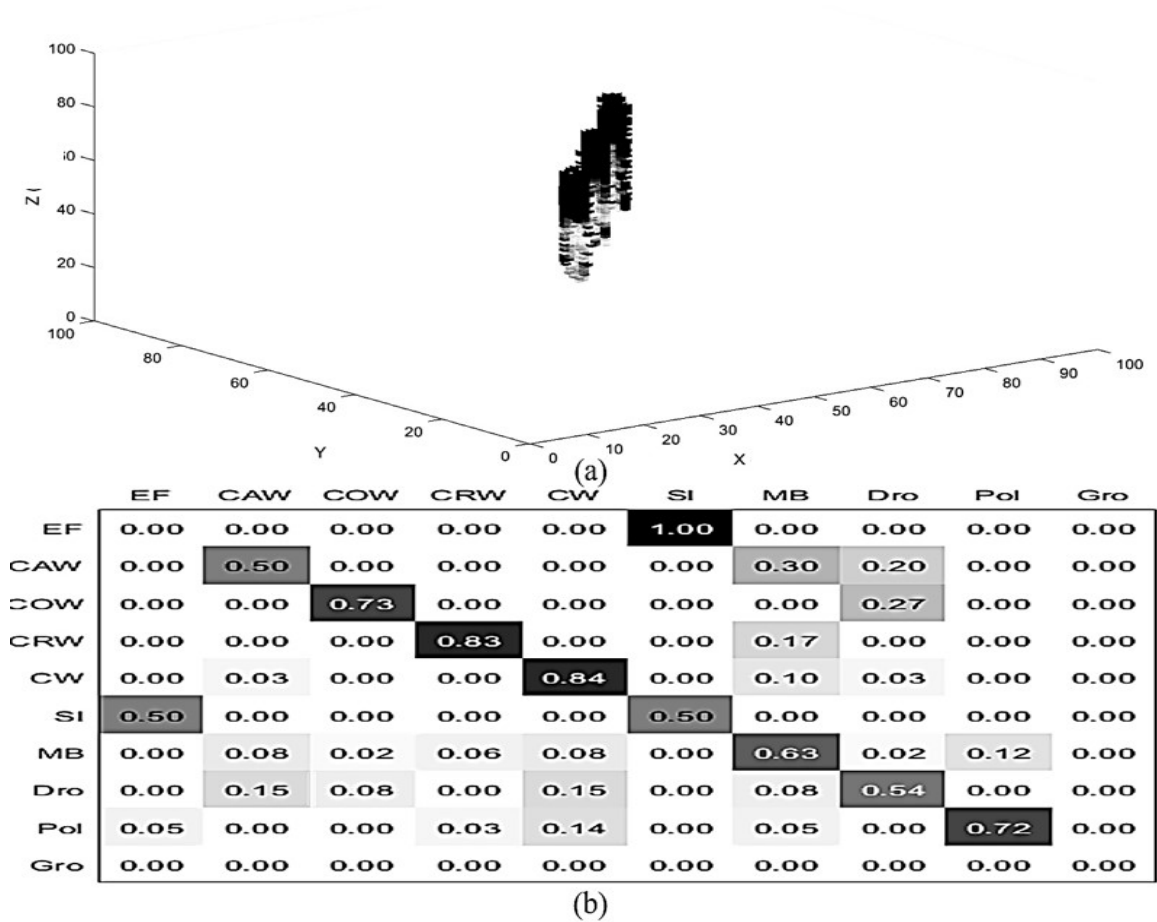 100
80
60
40
20
0
Z (
100
80
60
40
20
0
Y
0
10
20
30
40
50
60
70
80
90
100
X
(a)
EF CAW COW CRW CW SI MB Dro Pol Gro
EF 0.00 0.00 0.00 0.00 0.00 1.00 0.00 0.00 0.00 0.00
CAW 0.00 0.50 0.00 0.00 0.00 0.00 0.30 0.20 0.00 0.00
COW 0.00 0.00 0.73 0.00 0.00 0.00 0.00 0.27 0.00 0.00
CRW 0.00 0.00 0.00 0.83 0.00 0.00 0.17 0.00 0.00 0.00
CW 0.00 0.03 0.00 0.00 0.84 0.00 0.10 0.03 0.00 0.00
SI 0.50 0.00 0.00 0.00 0.00 0.50 0.00 0.00 0.00 0.00
MB 0.00 0.08 0.02 0.06 0.08 0.00 0.63 0.02 0.12 0.00
Dro 0.00 0.15 0.08 0.00 0.15 0.00 0.08 0.54 0.00 0.00
Pol 0.05 0.00 0.00 0.03 0.14 0.00 0.05 0.00 0.72 0.00
Gro 0.00 0.00 0.00 0.00 0.00 0.00 0.00 0.00 0.00 0.00
(b)